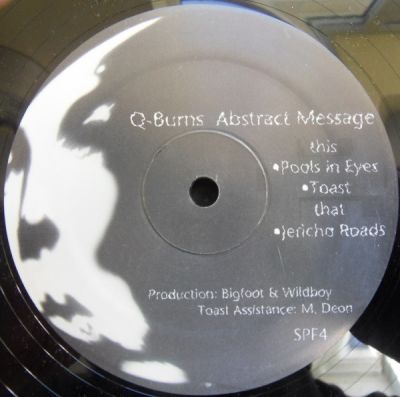 Q-Burns Abstract Message
this
•Pools in Eyes
•Toast
that
•Jericho Roads
Production: Bigfoot & Wildboy
Toast Assistance: M. Deon
SPF4